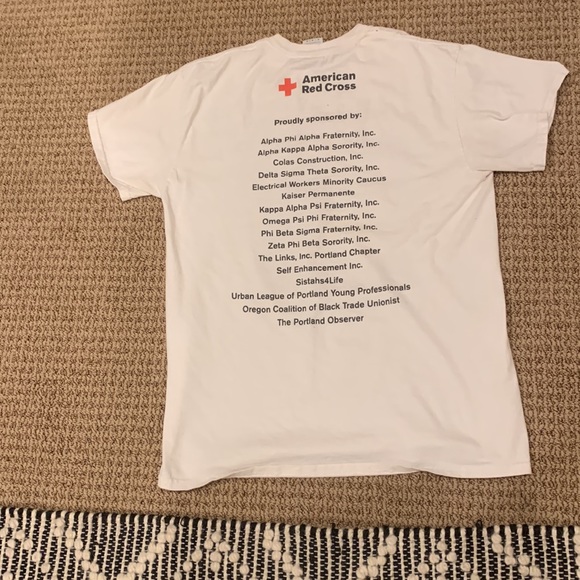 American
Red Cross
Proudly sponsored by:
Alpha Phi Alpha Fraternity, Inc.
Alpha Kappa Alpha Sorority, Inc.
Colas Construction, Inc.
Delta Sigma Theta Sorority, Inc.
Electrical Workers Minority Caucus
Kaiser Permanente
Kappa Alpha Psi Fraternity, Inc.
Omega Psi Phi Fraternity, Inc.
Phi Beta Sigma Fraternity, Inc.
Zeta Phi Beta Sorority, Inc.
The Links, Inc. Portland Chapter
Self Enhancement Inc.
Sistahs4Life
Urban League of Portland Young Professionals
Oregon Coalition of Black Trade Unionist
The Portland Observer